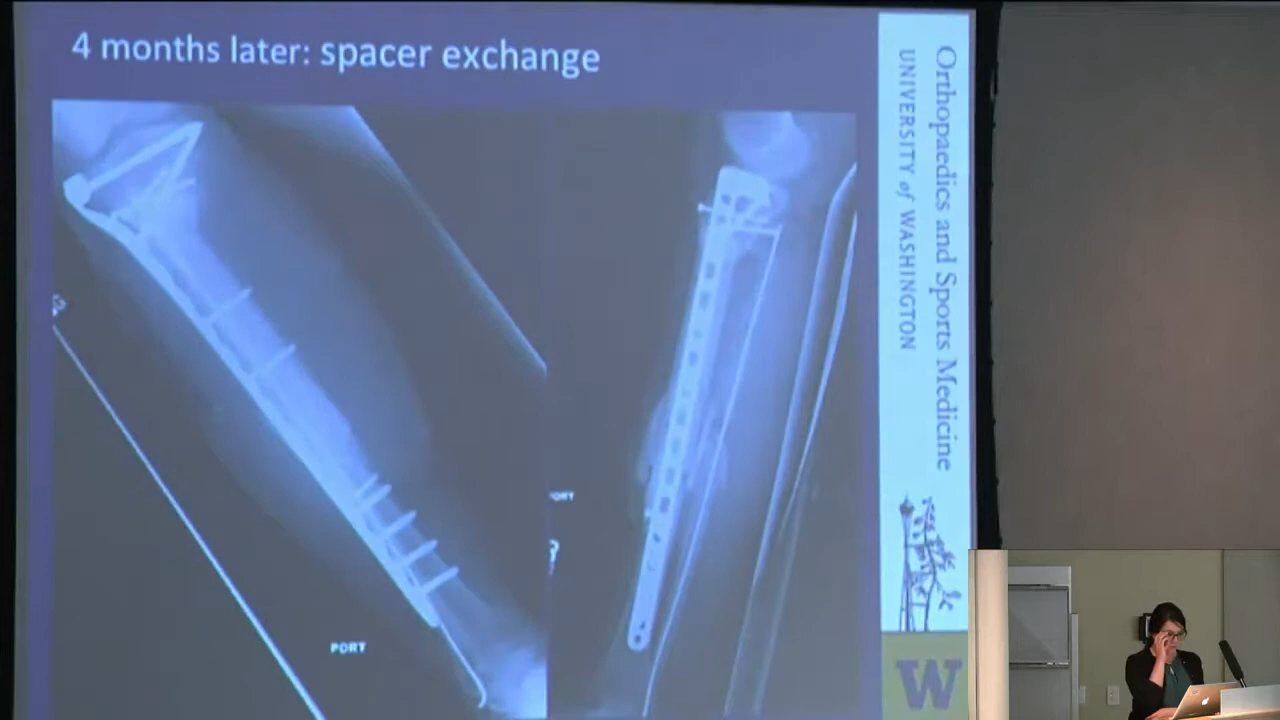 4 months later: spacer exchange
PORT
PORT
Orthopaedics and Sports Medicine
UNIVERSITY of WASHINGTON
W